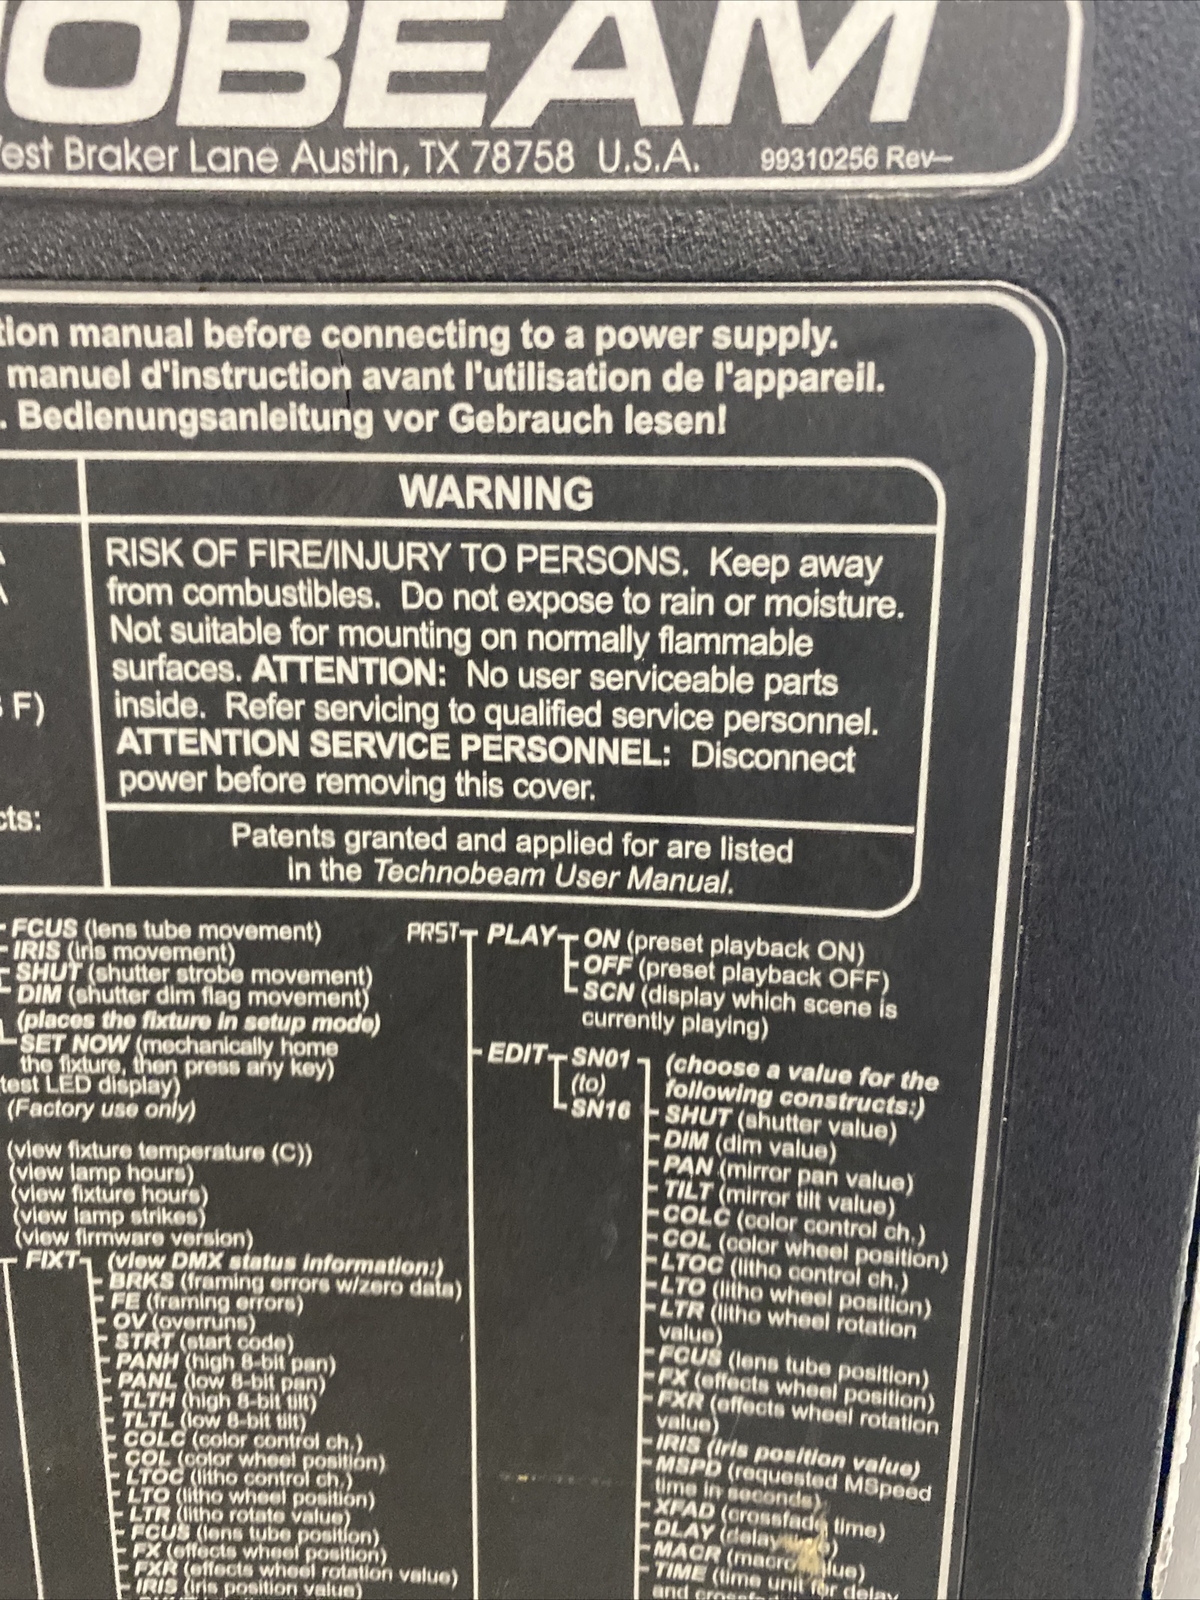 OBEAM
est Braker Lane Austin, TX 78758 U.S.A. 99310256 Rev—
tion manual before connecting to a power supply.
manuel d'instruction avant l'utilisation de l'appareil.
. Bedienungsanleitung vor Gebrauch lesen!
WARNING
RISK OF FIRE/INJURY TO PERSONS. Keep away
from combustibles. Do not expose to rain or moisture.
Not suitable for mounting on normally flammable
surfaces. ATTENTION: No user serviceable parts
inside. Refer servicing to qualified service personnel.
ATTENTION SERVICE PERSONNEL: Disconnect
power before removing this cover.
F)
cts:
Patents granted and applied for are listed
in the Technobeam User Manual.
FCUS (lens tube movement)
IRIS (iris movement)
SHUT (shutter strobe movement)
DIM (shutter dim flag movement)
(places the fixture in setup mode)
SET NOW (mechanically home
the fixture, then press any key)
test LED display)
(Factory use only)
(view fixture temperature (C))
(view lamp hours)
(view fixture hours)
(view lamp strikes)
(view firmware version)
FIXT (view DMX status information:)
BRKS (framing errors w/zero data)
FE (framing errors)
OV (overruns)
STRT (start code)
PANH (high 8-bit pan)
PANL (low 8-bit pan)
TLTH (high 8-bit tilt)
TLTL (low 8-bit tilt)
COLC (color control ch.)
COL (color wheel position)
LTOC (litho control ch.)
LTO (litho wheel position)
LTR (litho rotate value)
FCUS (lens tube position)
FX (effects wheel position)
FXR (effects wheel rotation value)
IRIS (iris position value)
PRST PLAY ON (preset playback ON)
OFF (preset playback OFF)
SCN (display which scene is
currently playing)
EDIT SN01 (choose a value for the
(to) following constructs:)
SN16 SHUT (shutter value)
DIM (dim value)
PAN (mirror pan value)
TILT (mirror tilt value)
COLC (color control ch.)
COL (color wheel position)
LTOC (litho control ch.)
LTO (litho wheel position)
LTR (litho wheel rotation
value)
FCUS (lens tube position)
FX (effects wheel position)
FXR (effects wheel rotation
value)
IRIS (iris position value)
MSPD (requested MSpeed
time in seconds)
XFAD (crossfade time)
DLAY (delay
MACR (macro
TIME (time unit for delay